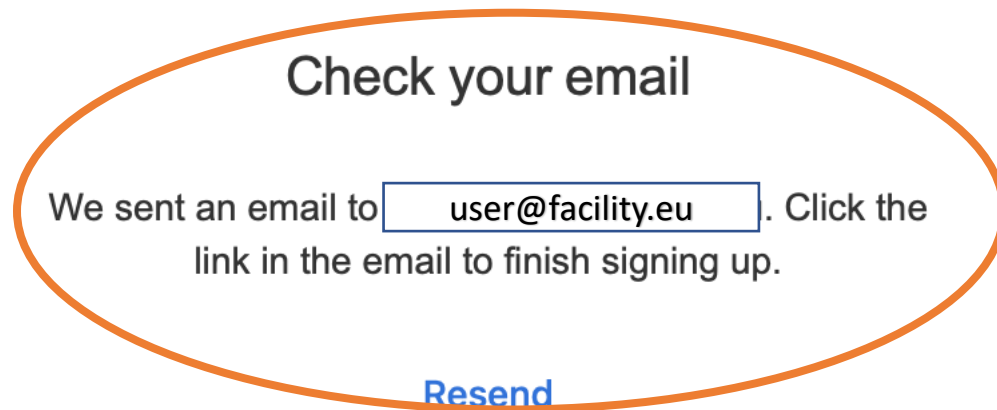 Check your email
We sent an email to user@facility.eu . Click the
link in the email to finish signing up.
Resend